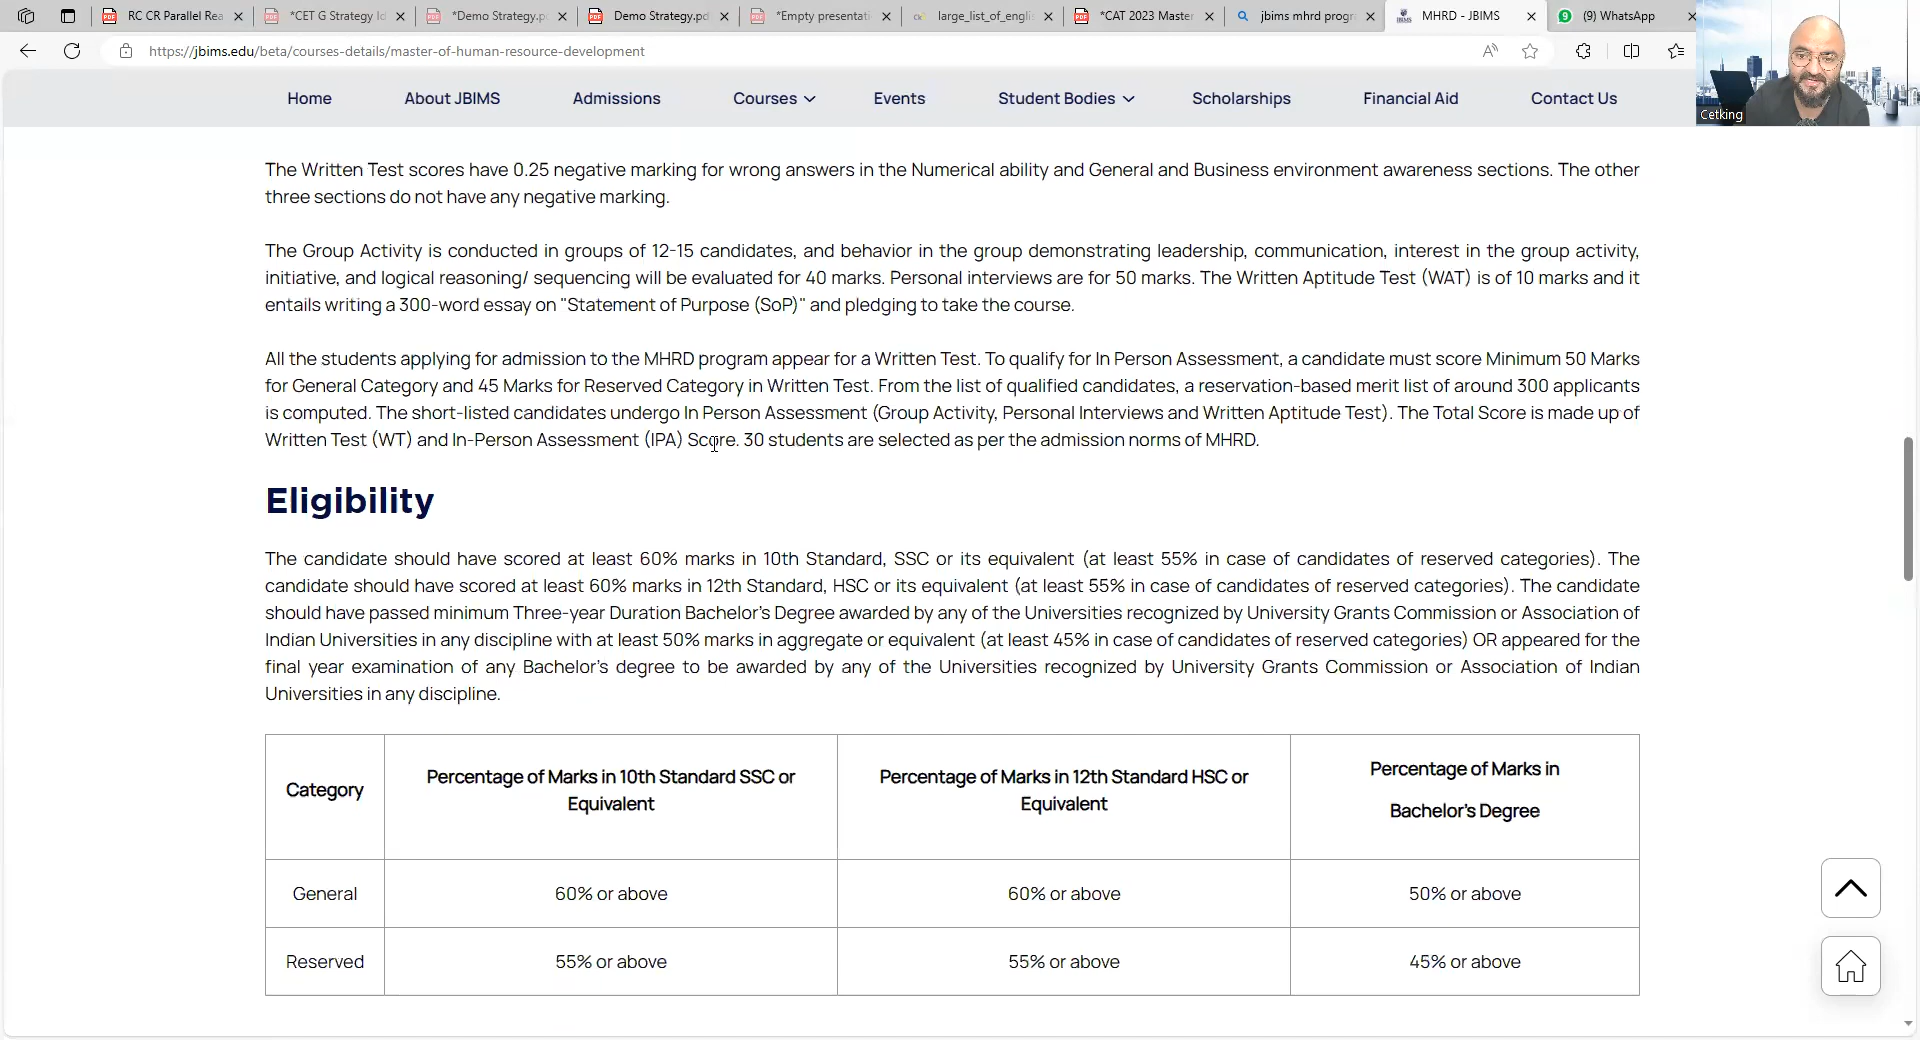 RC CR Parallel Rea
*CET G Strategy Id
*Demo Strategy.p
Demo Strategy.pd
*Empty presentati
large_list_of_engli
*CAT 2023 Master
jbims mhrd progr
MHRD - JBIMS
(9) WhatsApp
https://jbims.edu/beta/courses-details/master-of-human-resource-development
Home
About JBIMS
Admissions
Courses
Events
Student Bodies
Scholarships
Financial Aid
Contact Us
Cetking
The Written Test scores have 0.25 negative marking for wrong answers in the Numerical ability and General and Business environment awareness sections. The other
three sections do not have any negative marking.
The Group Activity is conducted in groups of 12-15 candidates, and behavior in the group demonstrating leadership, communication, interest in the group activity,
initiative, and logical reasoning/ sequencing will be evaluated for 40 marks. Personal interviews are for 50 marks. The Written Aptitude Test (WAT) is of 10 marks and it
entails writing a 300-word essay on "Statement of Purpose (SoP)" and pledging to take the course.
All the students applying for admission to the MHRD program appear for a Written Test. To qualify for In Person Assessment, a candidate must score Minimum 50 Marks
for General Category and 45 Marks for Reserved Category in Written Test. From the list of qualified candidates, a reservation-based merit list of around 300 applicants
is computed. The short-listed candidates undergo In Person Assessment (Group Activity, Personal Interviews and Written Aptitude Test). The Total Score is made up of
Written Test (WT) and In-Person Assessment (IPA) Score. 30 students are selected as per the admission norms of MHRD.
Eligibility
The candidate should have scored at least 60% marks in 10th Standard, SSC or its equivalent (at least 55% in case of candidates of reserved categories). The
candidate should have scored at least 60% marks in 12th Standard, HSC or its equivalent (at least 55% in case of candidates of reserved categories). The candidate
should have passed minimum Three-year Duration Bachelor's Degree awarded by any of the Universities recognized by University Grants Commission or Association of
Indian Universities in any discipline with at least 50% marks in aggregate or equivalent (at least 45% in case of candidates of reserved categories) OR appeared for the
final year examination of any Bachelor's degree to be awarded by any of the Universities recognized by University Grants Commission or Association of Indian
Universities in any discipline.
Category
Percentage of Marks in 10th Standard SSC or
Equivalent
Percentage of Marks in 12th Standard HSC or
Equivalent
Percentage of Marks in
Bachelor's Degree
General
60% or above
60% or above
50% or above
Reserved
55% or above
55% or above
45% or above